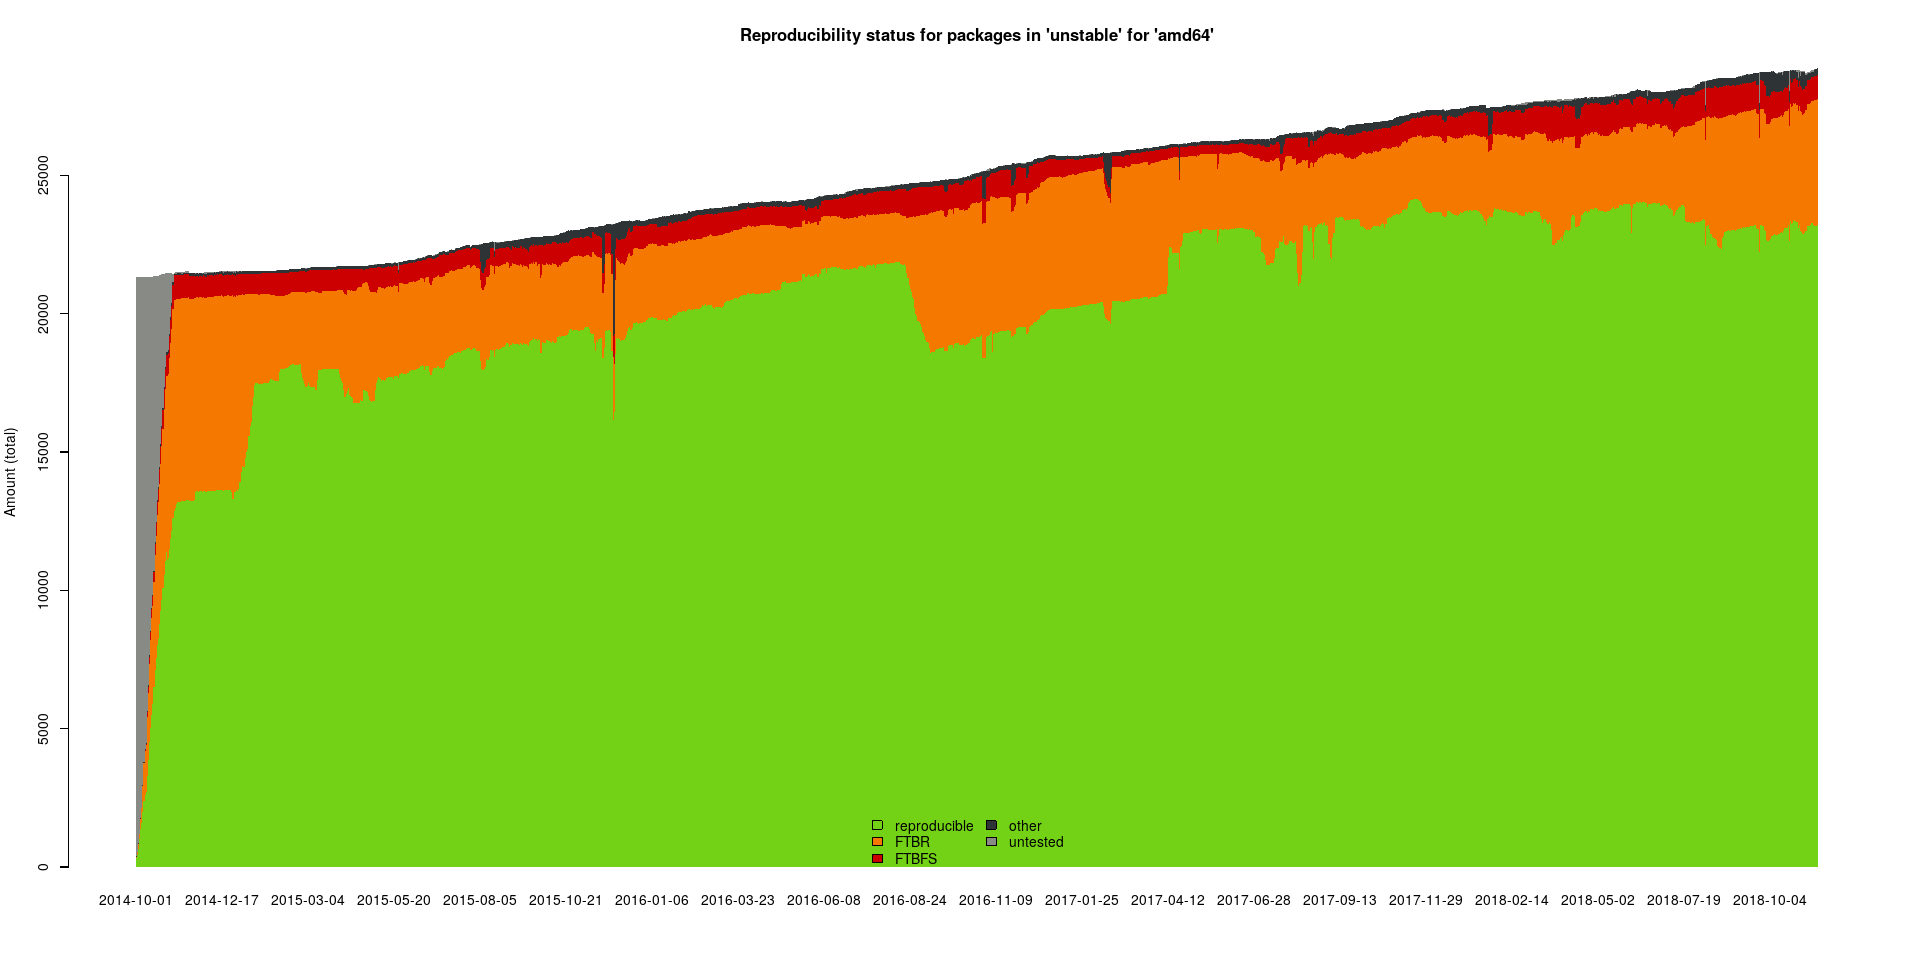 Reproducibility status for packages in 'unstable' for 'amd64'
Amount (total)
25000
20000
15000
10000
5000
0
reproducible
FTBR
FTBFS
other
untested
2014-10-01 2014-12-17 2015-03-04 2015-05-20 2015-08-05 2015-10-21 2016-01-06 2016-03-23 2016-06-08 2016-08-24 2016-11-09 2017-01-25 2017-04-12 2017-06-28 2017-09-13 2017-11-29 2018-02-14 2018-05-02 2018-07-19 2018-10-04